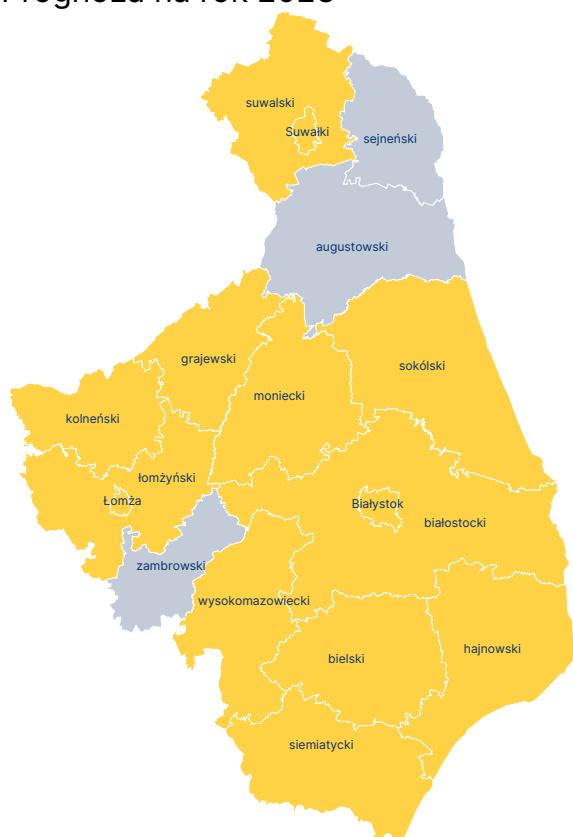 suwalski
Suwałki
sejneński
augustowski
grajewski
sokólski
moniecki
kolneński
łomżyński
Łomża
Białystok
białostocki
zambrowski
wysokomazowiecki
hajnowski
bielski
siemiatycki